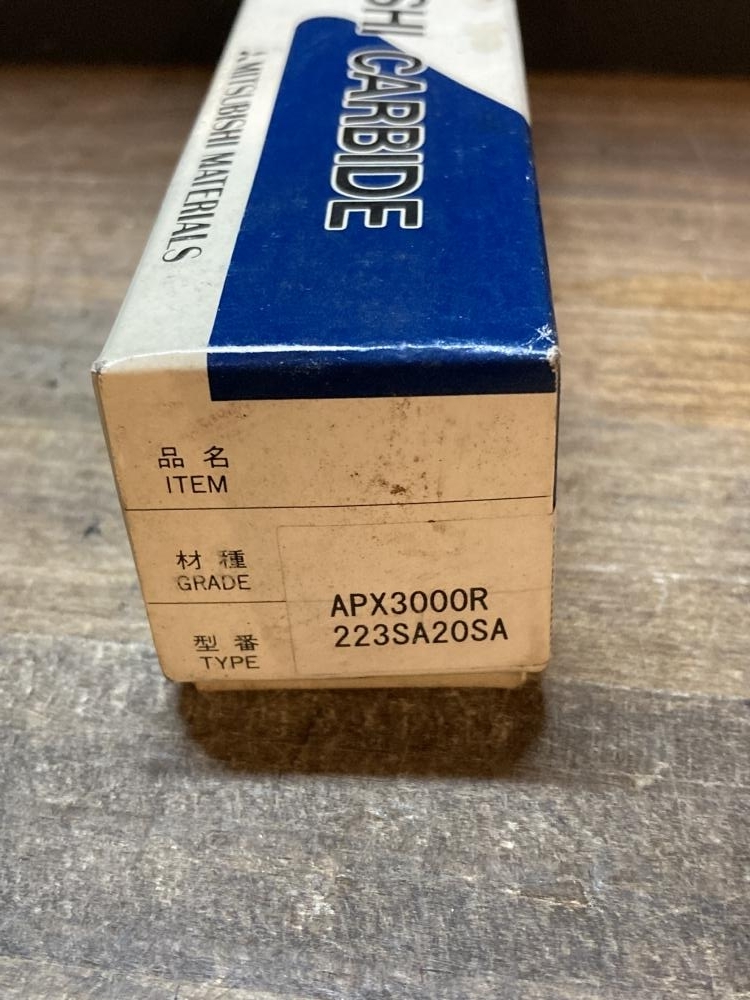 SHI CARBIDE
MITSUBISHI MATERIALS
品名
ITEM
材種
GRADE
型番
TYPE
APX3000R
223SA20SA